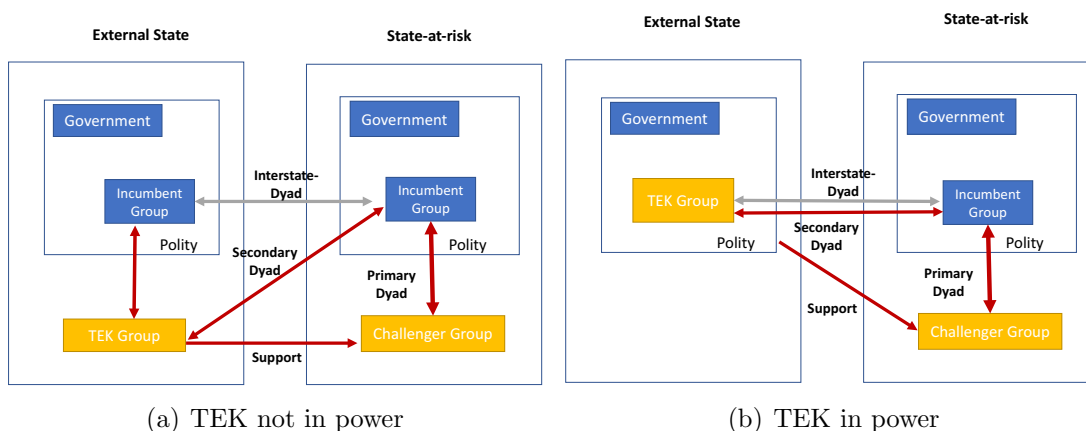 External State
State-at-risk
Government
Government
Interstate-
Dyad
Incumbent
Group
Incumbent
Group
Polity
Secondary
Dyad
Polity
Primary
Dyad
TEK Group
Challenger Group
Support
(a) TEK not in power
External State
State-at-risk
Government
Government
Interstate-
Dyad
TEK Group
Incumbent
Group
Secondary
Dyad
Polity
Polity
Primary
Dyad
Support
Challenger Group
(b) TEK in power